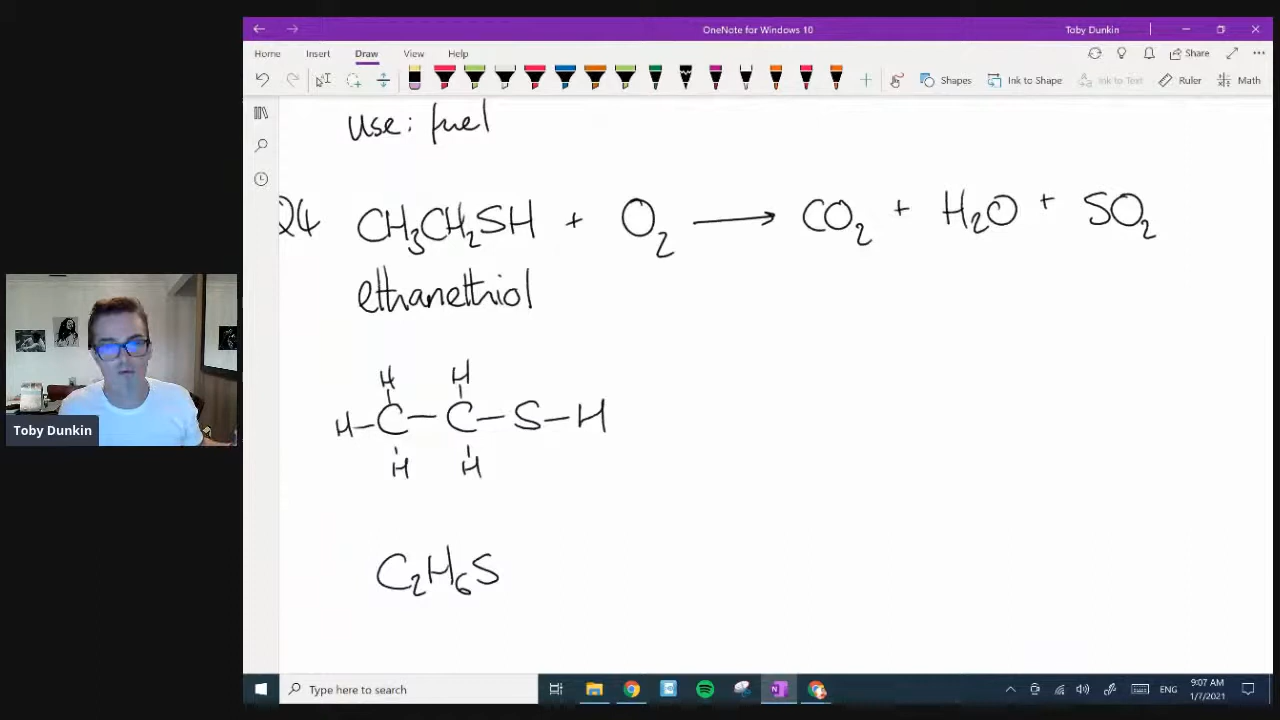 OneNote for Windows 10
Toby Dunkin
Home Insert Draw View Help
Share
Shapes Ink to Shape Ink to Text Ruler Math
use: fuel
24 CH₃CH₂SH + O₂ → CO₂ + H₂O + SO₂
ethanethiol
H H
H-C-C-S-H
H H
C₂H₆S
Toby Dunkin
Type here to search
ENG
9:07 AM
1/7/2021